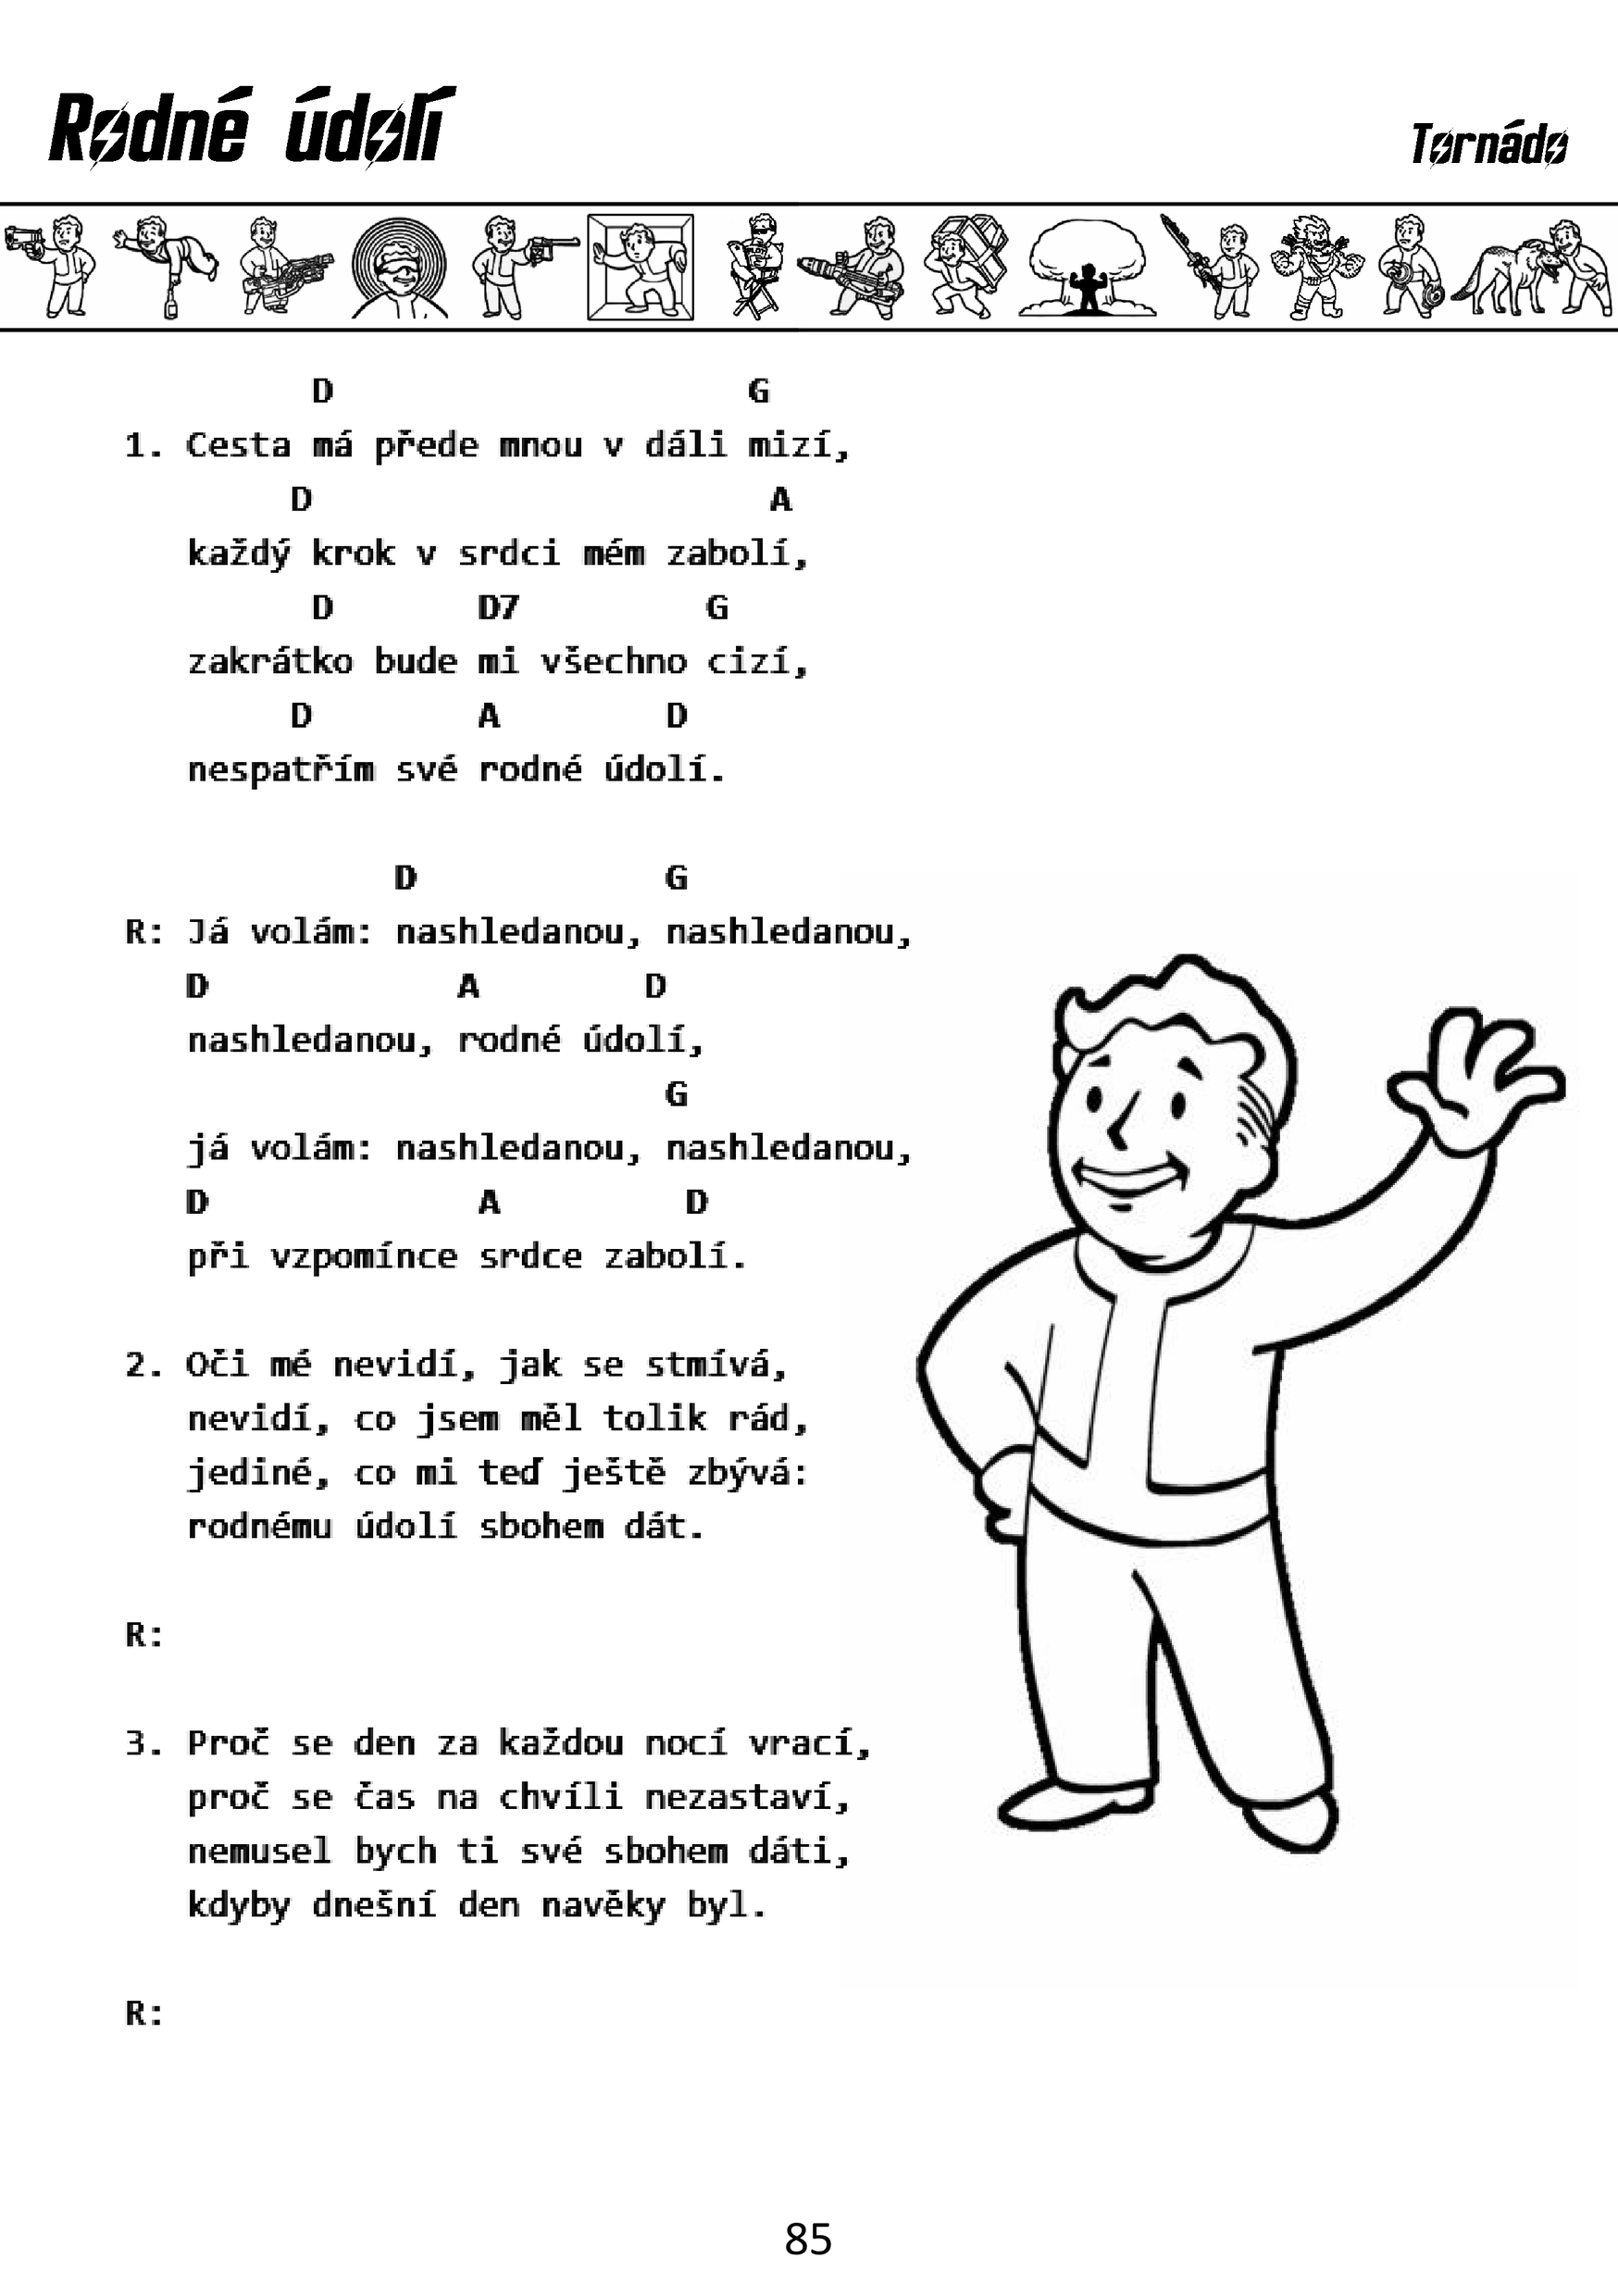 Rodné údolí
Tornádo
D G
1. Cesta má přede mnou v dáli mizí,
D A
každý krok v srdci mém zabolí,
D D7 G
zakrátko bude mi všechno cizí,
D A D
nespatřím své rodné údolí.
D G
R: Já volám: nashledanou, nashledanou,
D A D
nashledanou, rodné údolí,
G
já volám: nashledanou, nashledanou,
D A D
při vzpomínce srdce zabolí.
2. Oči mé nevidí, jak se stmívá,
nevidí, co jsem měl tolik rád,
jediné, co mi teď ještě zbývá:
rodnému údolí sbohem dát.
R:
3. Proč se den za každou nocí vrací,
proč se čas na chvíli nezastaví,
nemusel bych ti své sbohem dáti,
kdyby dnešní den navěky byl.
R:
85